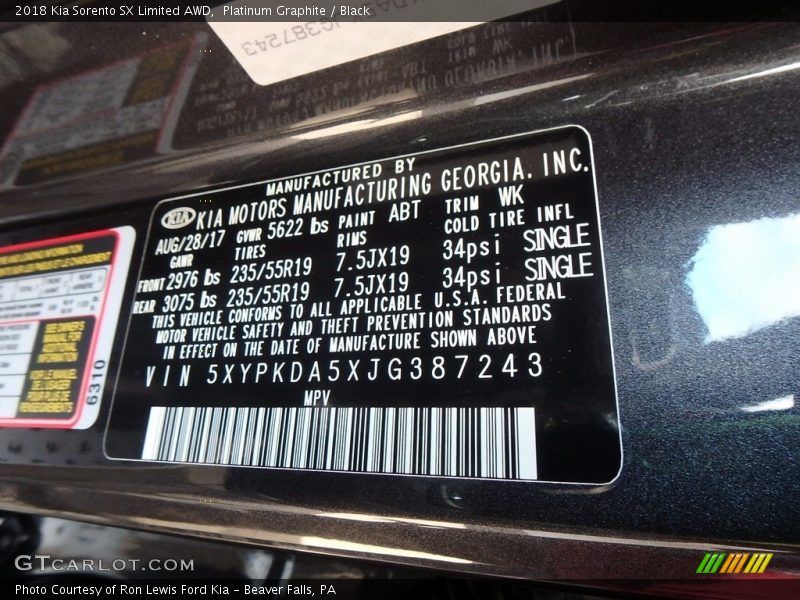 2018 Kia Sorento SX Limited AWD, Platinum Graphite / Black
MANUFACTURED BY
KIA KIA MOTORS MANUFACTURING GEORGIA. INC.
AUG/28/17 GVWR 5622 lbs PAINT ABT TRIM WK
GAWR TIRES RIMS COLD TIRE INFL
FRONT 2976 lbs 235/55R19 7.5JX19 34psi SINGLE
REAR 3075 lbs 235/55R19 7.5JX19 34psi SINGLE
THIS VEHICLE CONFORMS TO ALL APPLICABLE U.S.A. FEDERAL
MOTOR VEHICLE SAFETY AND THEFT PREVENTION STANDARDS
IN EFFECT ON THE DATE OF MANUFACTURE SHOWN ABOVE
VIN 5XYPKDA5XJG387243
MPV
6310
GTCARLOT.COM
Photo Courtesy of Ron Lewis Ford Kia - Beaver Falls, PA